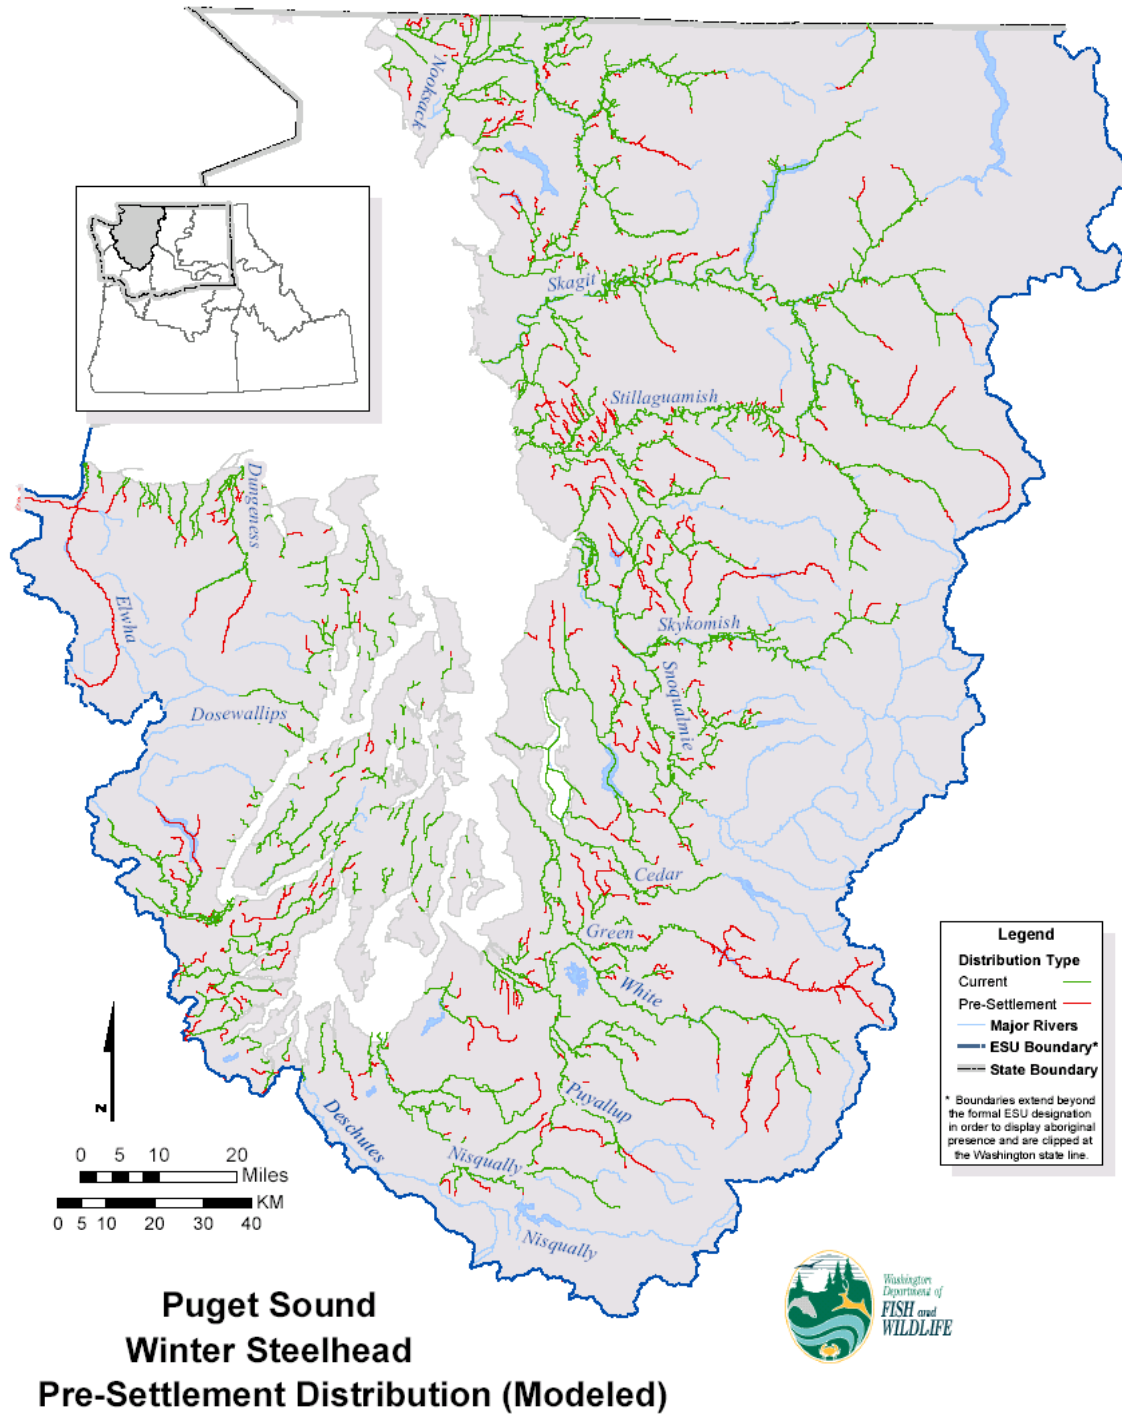 Nooksack
Skagit
Stillaguamish
Dungeness
Elwha
Skykomish
Snoqualmie
Dosewallips
Cedar
Green
White
Puyallup
Deschutes
Nisqually
Nisqually
Legend
Distribution Type
Current
Pre-Settlement
Major Rivers
ESU Boundary*
State Boundary
* Boundaries extend beyond
the formal ESU designation
in order to display aboriginal
presence and are clipped at
the Washington state line.
N
0 5 10 20
Miles
KM
0 5 10 20 30 40
Washington
Department of
FISH and
WILDLIFE
Puget Sound
Winter Steelhead
Pre-Settlement Distribution (Modeled)